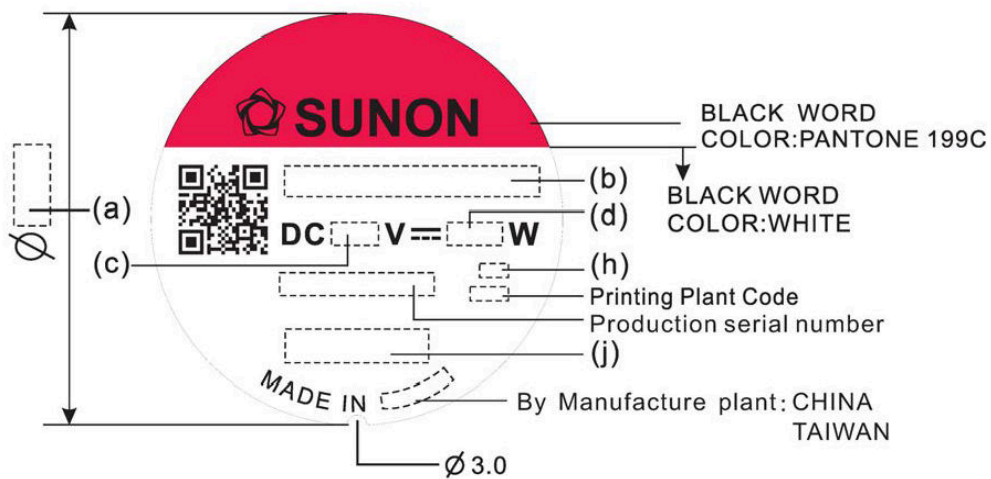 SUNON
BLACK WORD
COLOR:PANTONE 199C
(b)
BLACK WORD
COLOR:WHITE
(a)
(d)
DC V W
(c)
(h)
Printing Plant Code
Production serial number
(j)
MADE IN
By Manufacture plant: CHINA
TAIWAN
Ø
Ø 3.0